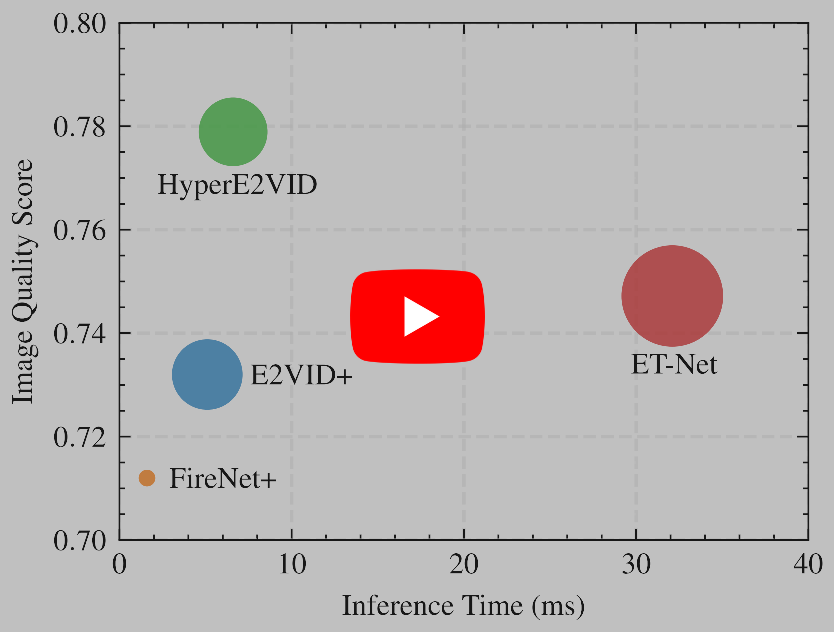 0.80
0.78
0.76
0.74
0.72
0.70
Image Quality Score
HyperE2VID
E2VID+
ET-Net
FireNet+
0 10 20 30 40
Inference Time (ms)